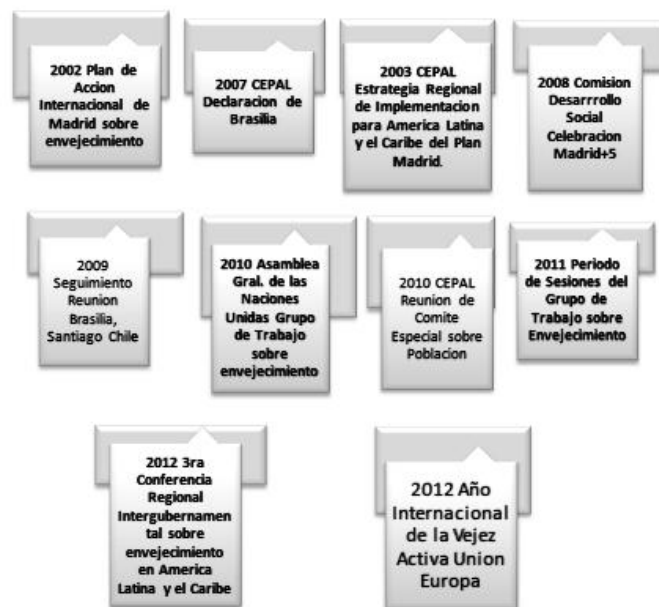 2002 Plan de
Accion
Internacional de
Madrid sobre
envejecimiento
2007 CEPAL
Declaracion de
Brasilia
2003 CEPAL
Estrategia Regional
de Implementacion
para America Latina
y el Caribe del Plan
Madrid.
2008 Comision
Desarrrollo
Social
Celebracion
Madrid+5
2009
Seguimiento
Reunion
Brasilia,
Santiago Chile
2010 Asamblea
Gral. de las
Naciones
Unidas Grupo
de Trabajo
sobre
envejecimiento
2010 CEPAL
Reunion de
Comite
Especial sobre
Poblacion
2011 Periodo
de Sesiones del
Grupo de
Trabajo sobre
Envejecimiento
2012 3ra
Conferencia
Regional
Intergubernamen
tal sobre
envejecimiento
en America
Latina y el Caribe
2012 Año
Internacional
de la Vejez
Activa Union
Europa